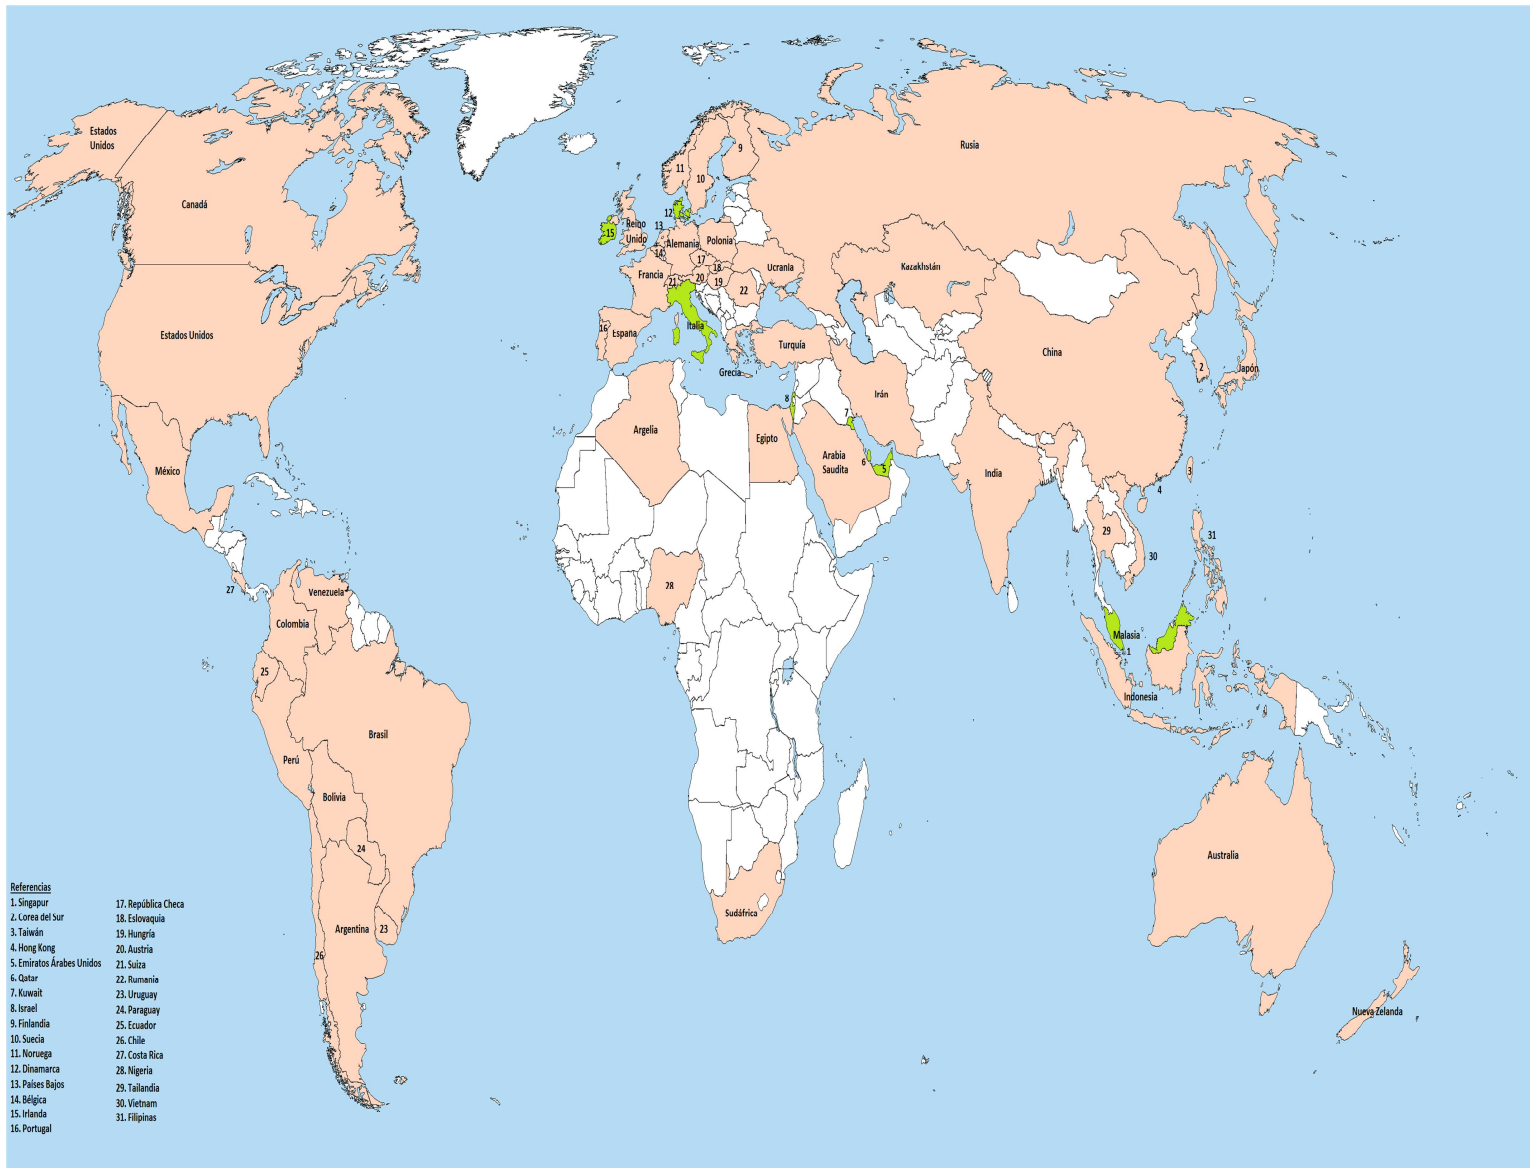 Estados
Unidos
Canadá
Estados Unidos
México
27
Venezuela
Colombia
25
Brasil
Perú
Bolivia
24
Argentina
23
26
9
11
10
12
13
15
Reino
Unido
14
Alemania
Polonia
17
18
Ucrania
Francia
21
20
19
22
16
España
Italia
Grecia
Turquía
Rusia
Kazakhstán
China
2
Japón
8
7
Irán
Argelia
Egipto
Arabia
Saudita
6
5
India
3
4
29
30
31
28
Malasia
1
Indonesia
Sudáfrica
Australia
Nueva Zelanda
Referencias
1. Singapur
2. Corea del Sur
3. Taiwán
4. Hong Kong
5. Emiratos Árabes Unidos
6. Qatar
7. Kuwait
8. Israel
9. Finlandia
10. Suecia
11. Noruega
12. Dinamarca
13. Países Bajos
14. Bélgica
15. Irlanda
16. Portugal
17. República Checa
18. Eslovaquia
19. Hungría
20. Austria
21. Suiza
22. Rumania
23. Uruguay
24. Paraguay
25. Ecuador
26. Chile
27. Costa Rica
28. Nigeria
29. Tailandia
30. Vietnam
31. Filipinas